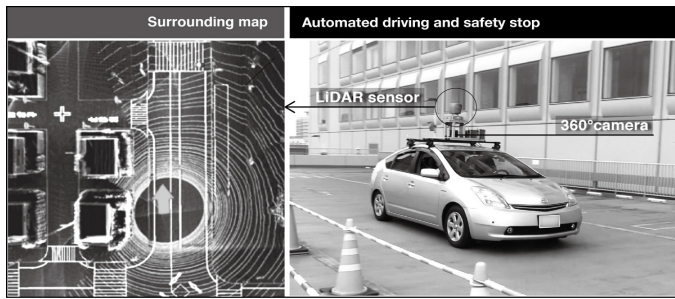 Surrounding map
Automated driving and safety stop
LiDAR sensor
360°camera